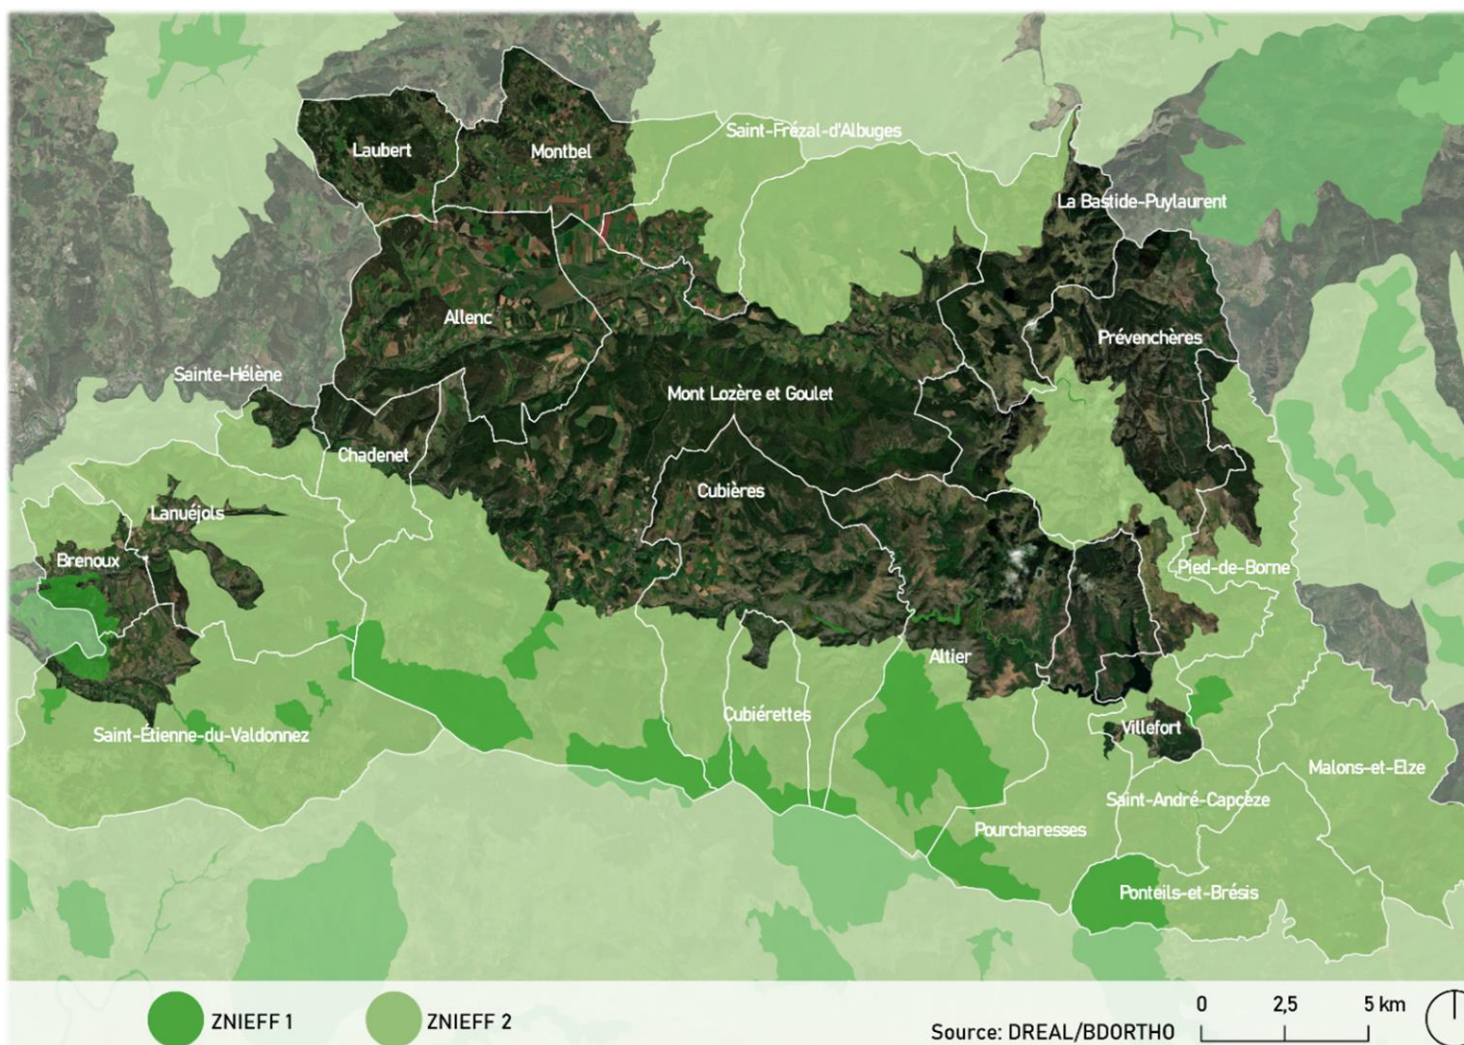 Saint-Frézal-d'Albuges
Laubert
Montbel
La Bastide-Puylaurent
Allenc
Prévenchères
Sainte-Hélène
Mont Lozère et Goulet
Chadenet
Cubières
Lanuéjols
Brenoux
Pied-de-Borne
Altier
Cubiérettes
Saint-Étienne-du-Valdonnez
Villefort
Malons-et-Elze
Saint-André-Capcèze
Pourcharesses
Ponteils-et-Brésis
ZNIEFF 1
ZNIEFF 2
Source: DREAL/BDORTHO
0 2,5 5 km